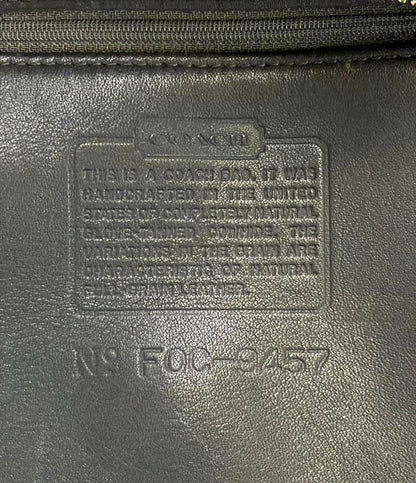 COACH
THIS IS A COACH BAG. IT WAS
HANDCRAFTED IN THE UNITED
STATES OF COMPLETELY NATURAL
GLOVE-TANNED COWHIDE. THE
VARIATIONS IN THE GRAIN ARE
CHARACTERISTIC OF NATURAL
FULL-GRAIN LEATHER.
Nº FOC-9457